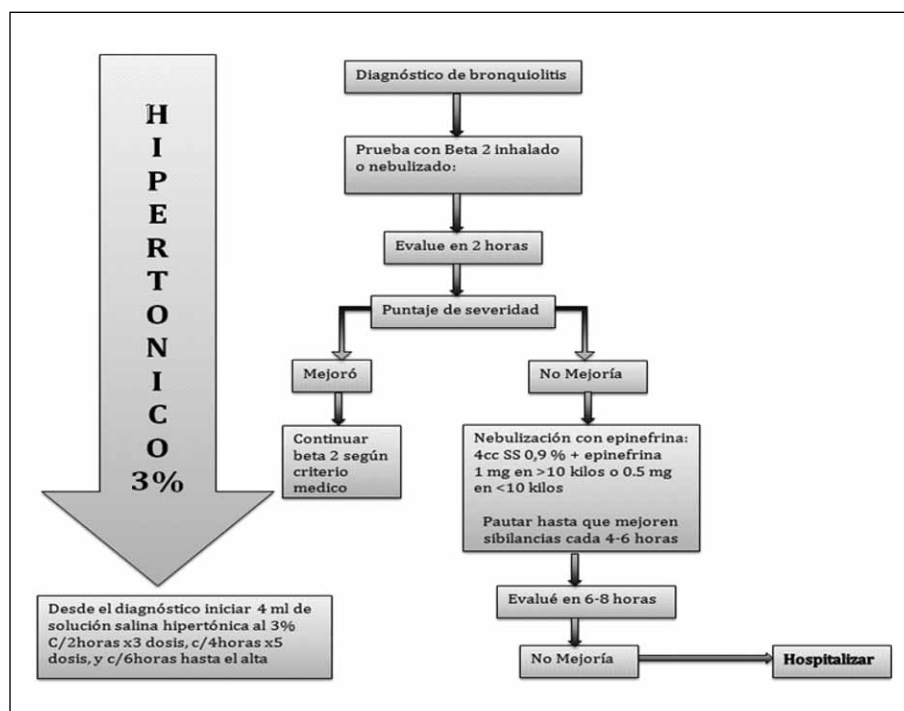 HIPERTONICO
3%
Diagnóstico de bronquiolitis
Prueba con Beta 2 inhalado
o nebulizado:
Evalue en 2 horas
Puntaje de severidad
Mejoró
No Mejoría
Continuar
beta 2 según
criterio
medico
Nebulización con epinefrina:
4cc SS 0,9 % + epinefrina
1 mg en >10 kilos o 0.5 mg
en <10 kilos
Pautar hasta que mejoren
sibilancias cada 4-6 horas
Evalué en 6-8 horas
No Mejoría
Hospitalizar
Desde el diagnóstico iniciar 4 ml de
solución salina hipertónica al 3%
C/2horas x3 dosis, c/4horas x5
dosis, y c/6horas hasta el alta